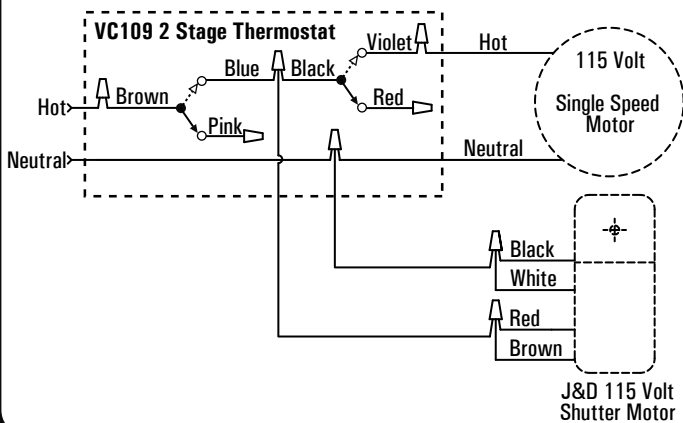 VC109 2 Stage Thermostat
Violet
Hot
115 Volt
Single Speed
Motor
Blue
Black
Hot
Brown
Red
Pink
Neutral
Neutral
Black
White
Red
Brown
J&D 115 Volt
Shutter Motor